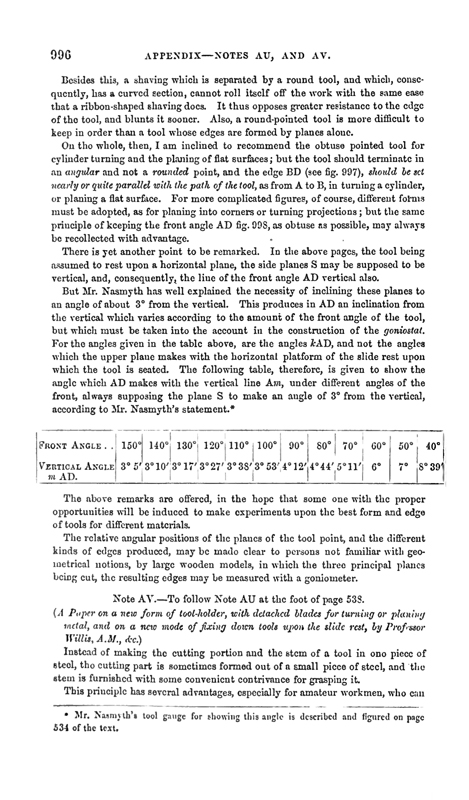 996 APPENDIX—NOTES AU, AND AV.
Besides this, a shaving which is separated by a round tool, and which, conse-
quently, has a curved section, cannot roll itself off the work with the same ease
that a ribbon-shaped shaving does. It thus opposes greater resistance to the edge
of the tool, and blunts it sooner. Also, a round-pointed tool is more difficult to
keep in order than a tool whose edges are formed by planes alone.
On the whole, then, I am inclined to recommend the obtuse pointed tool for
cylinder turning and the planing of flat surfaces; but the tool should terminate in
an angular and not a rounded point, and the edge BD (see fig. 997), should be set
nearly or quite parallel with the path of the tool, as from A to B, in turning a cylinder,
or planing a flat surface. For more complicated figures, of course, different forms
must be adopted, as for planing into corners or turning projections; but the same
principle of keeping the front angle AD fig. 998, as obtuse as possible, may always
be recollected with advantage.
There is yet another point to be remarked. In the above pages, the tool being
assumed to rest upon a horizontal plane, the side planes S may be supposed to be
vertical, and, consequently, the line of the front angle AD vertical also.
But Mr. Nasmyth has well explained the necessity of inclining these planes to
an angle of about 3° from the vertical. This produces in AD an inclination from
the vertical which varies according to the amount of the front angle of the tool,
but which must be taken into the account in the construction of the goniostat.
For the angles given in the table above, are the angles kAD, and not the angles
which the upper plane makes with the horizontal platform of the slide rest upon
which the tool is seated. The following table, therefore, is given to show the
angle which AD makes with the vertical line Am, under different angles of the
front, always supposing the plane S to make an angle of 3° from the vertical,
according to Mr. Nasmyth's statement.*
FRONT ANGLE . . 150° 140° 130° 120° 110° 100° 90° 80° 70° 60° 50° 40°
VERTICAL ANGLE 3° 5′ 3° 10′ 3° 17′ 3° 27′ 3° 38′ 3° 53′ 4° 12′ 4° 44′ 5° 11′ 6° 7° 8° 39′
m AD.
The above remarks are offered, in the hope that some one with the proper
opportunities will be induced to make experiments upon the best form and edge
of tools for different materials.
The relative angular positions of the planes of the tool point, and the different
kinds of edges produced, may be made clear to persons not familiar with geo-
metrical notions, by large wooden models, in which the three principal planes
being cut, the resulting edges may be measured with a goniometer.
Note AV.—To follow Note AU at the foot of page 538.
(A Paper on a new form of tool-holder, with detached blades for turning or planing
metal, and on a new mode of fixing down tools upon the slide rest, by Professor
Willis, A.M., &c.)
Instead of making the cutting portion and the stem of a tool in one piece of
steel, the cutting part is sometimes formed out of a small piece of steel, and the
stem is furnished with some convenient contrivance for grasping it.
This principle has several advantages, especially for amateur workmen, who can
* Mr. Nasmyth's tool gauge for showing this angle is described and figured on page
534 of the text.